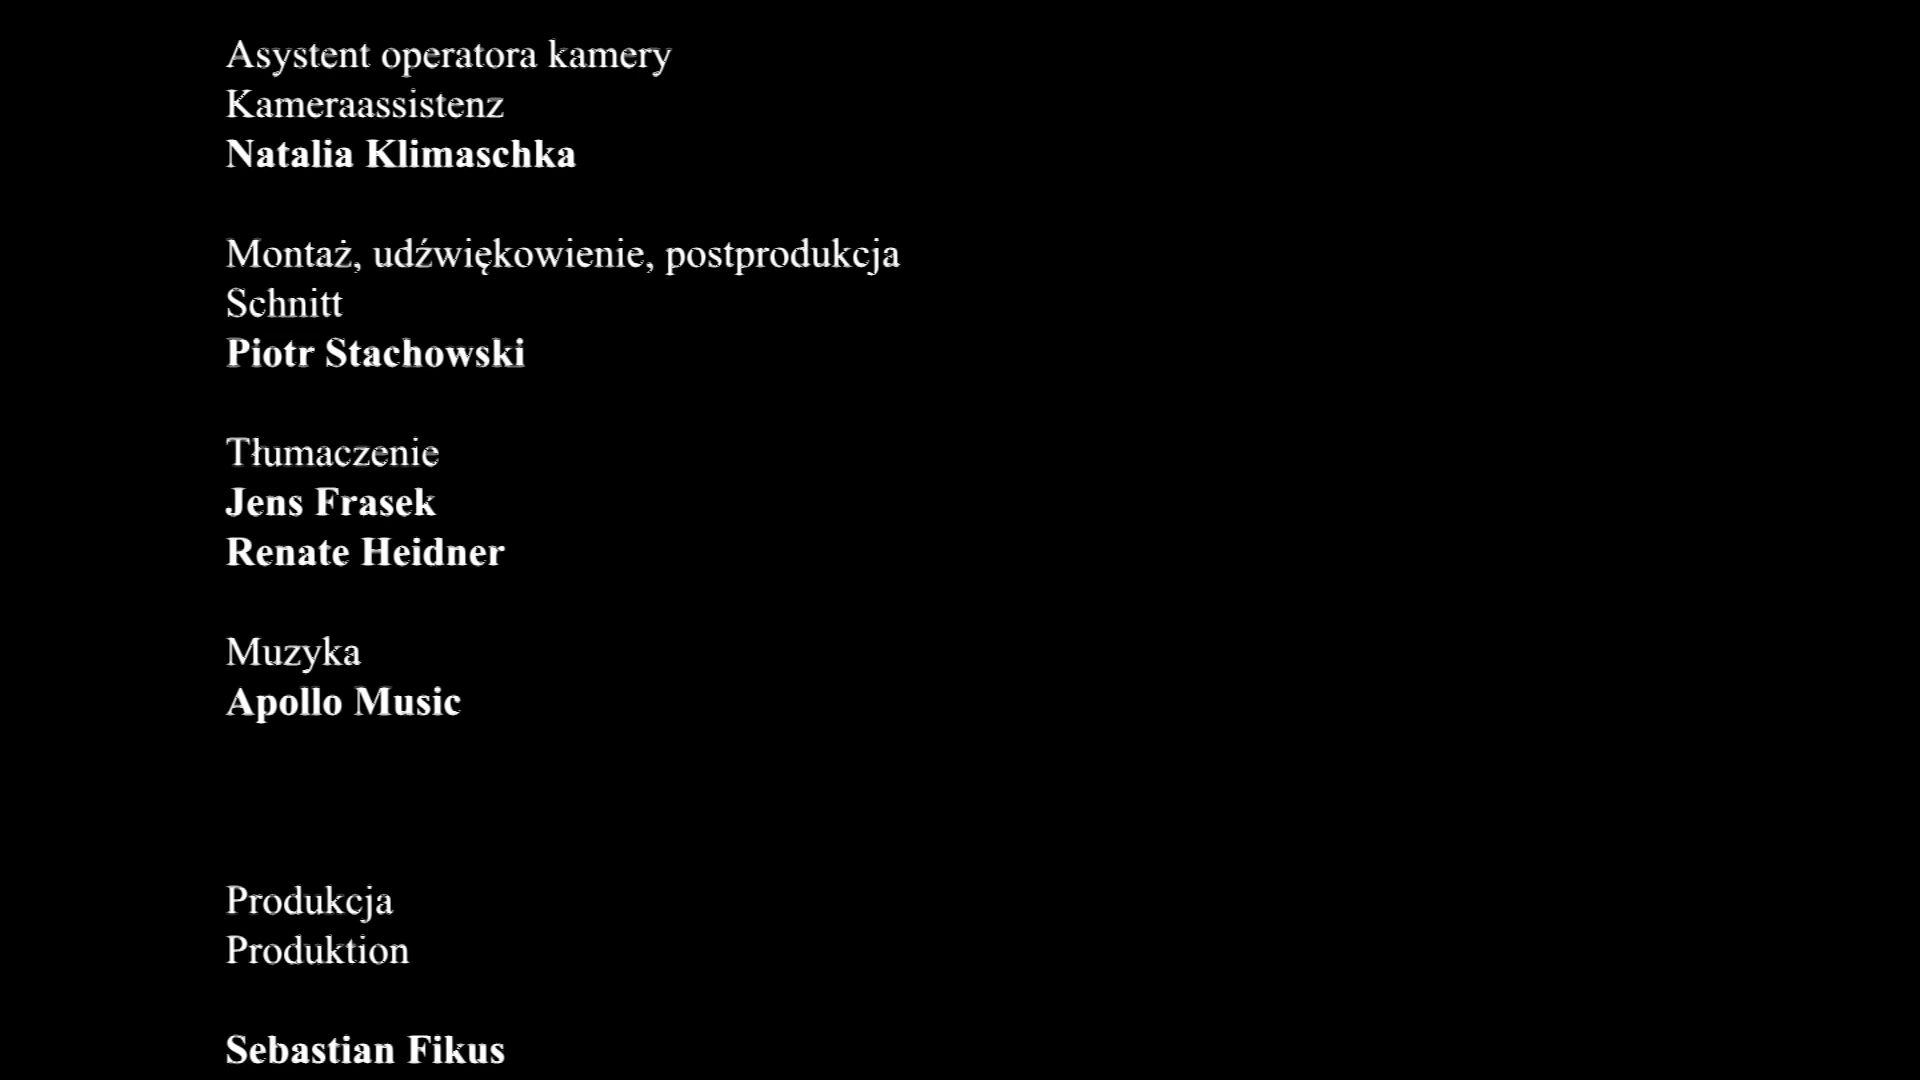 Asystent operatora kamery
Kameraassistenz
Natalia Klimaschka
Montaż, udźwiękowienie, postprodukcja
Schnitt
Piotr Stachowski
Tłumaczenie
Jens Frasek
Renate Heidner
Muzyka
Apollo Music
Produkcja
Produktion
Sebastian Fikus